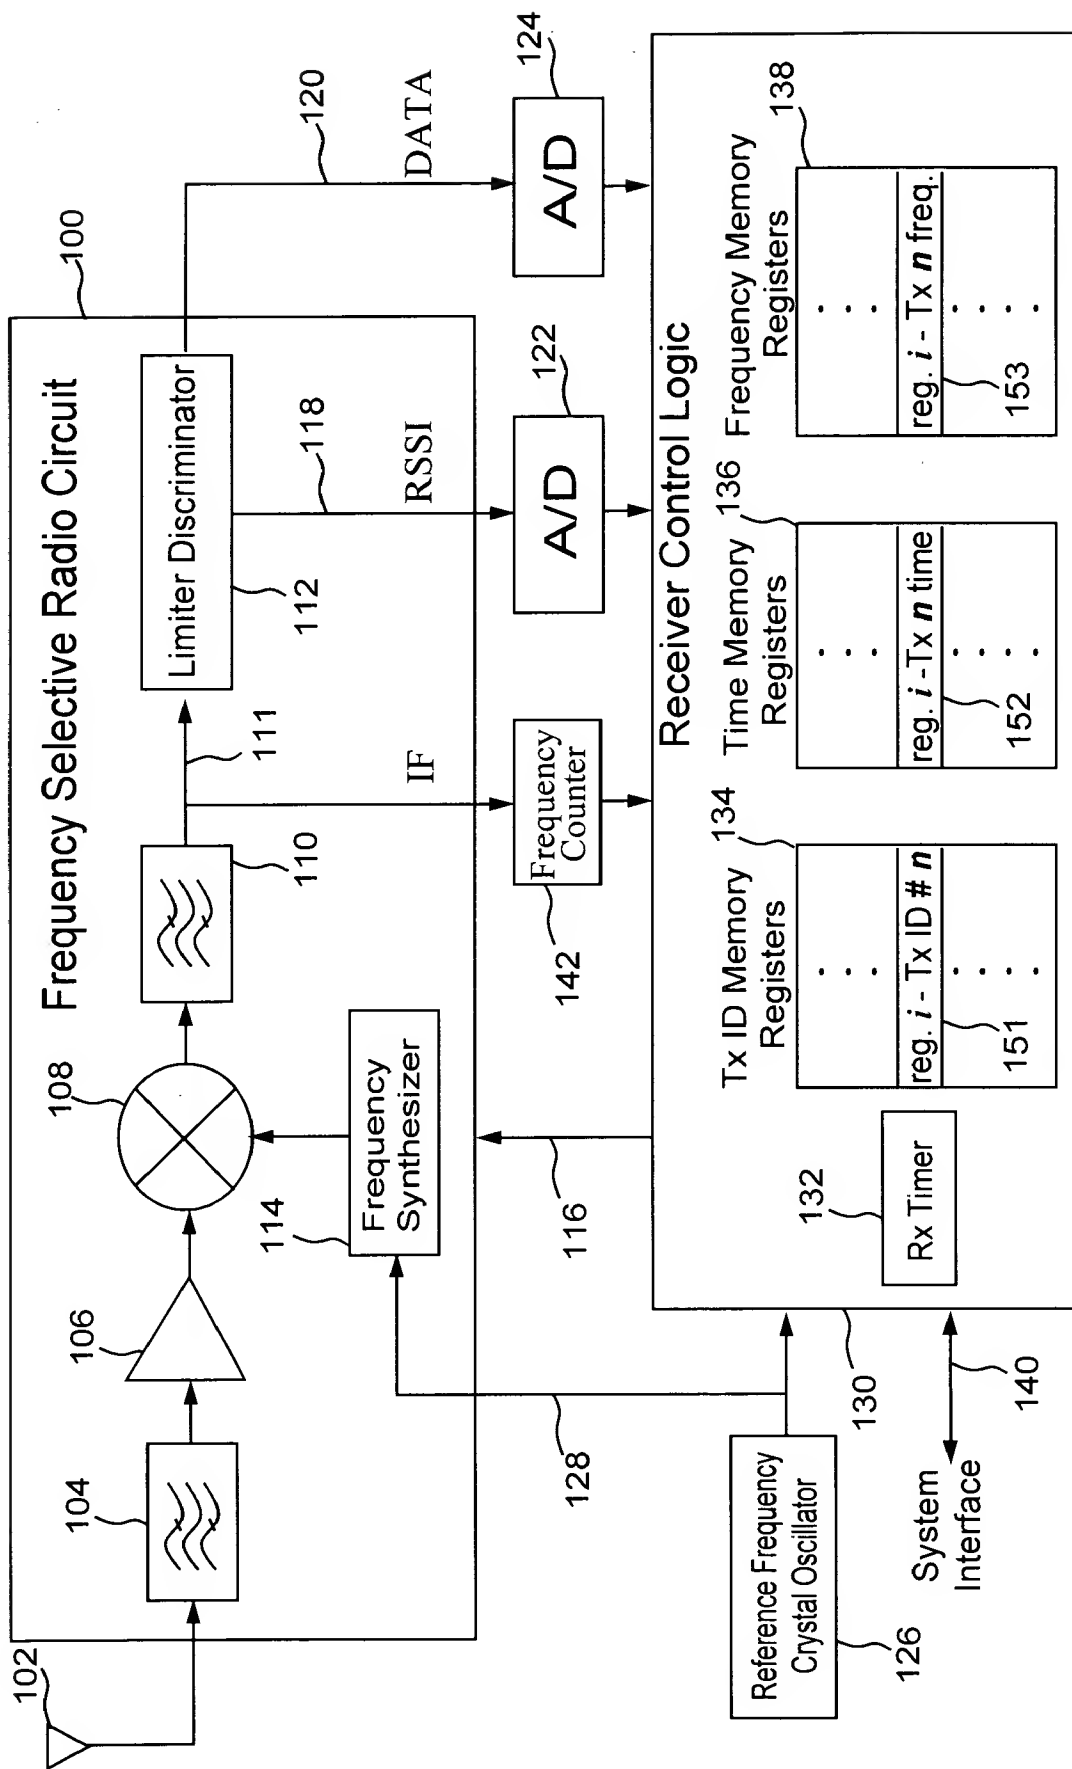 102
104
106
108
110
111
112
100
120
124
Frequency Selective Radio Circuit
Limiter Discriminator
118
114
Frequency
Synthesizer
IF
RSSI
DATA
128
116
142
Frequency
Counter
122
A/D
A/D
126
Reference Frequency
Crystal Oscillator
130
140
System
Interface
Receiver Control Logic
132
Rx Timer
Tx ID Memory
Registers
134
. . .
reg. i - Tx ID# n
. . . .
151
Time Memory
Registers
136
. . .
reg. i -Tx n time
. . . .
152
Frequency Memory
Registers
138
. . .
reg. i - Tx n freq.
. . . .
153